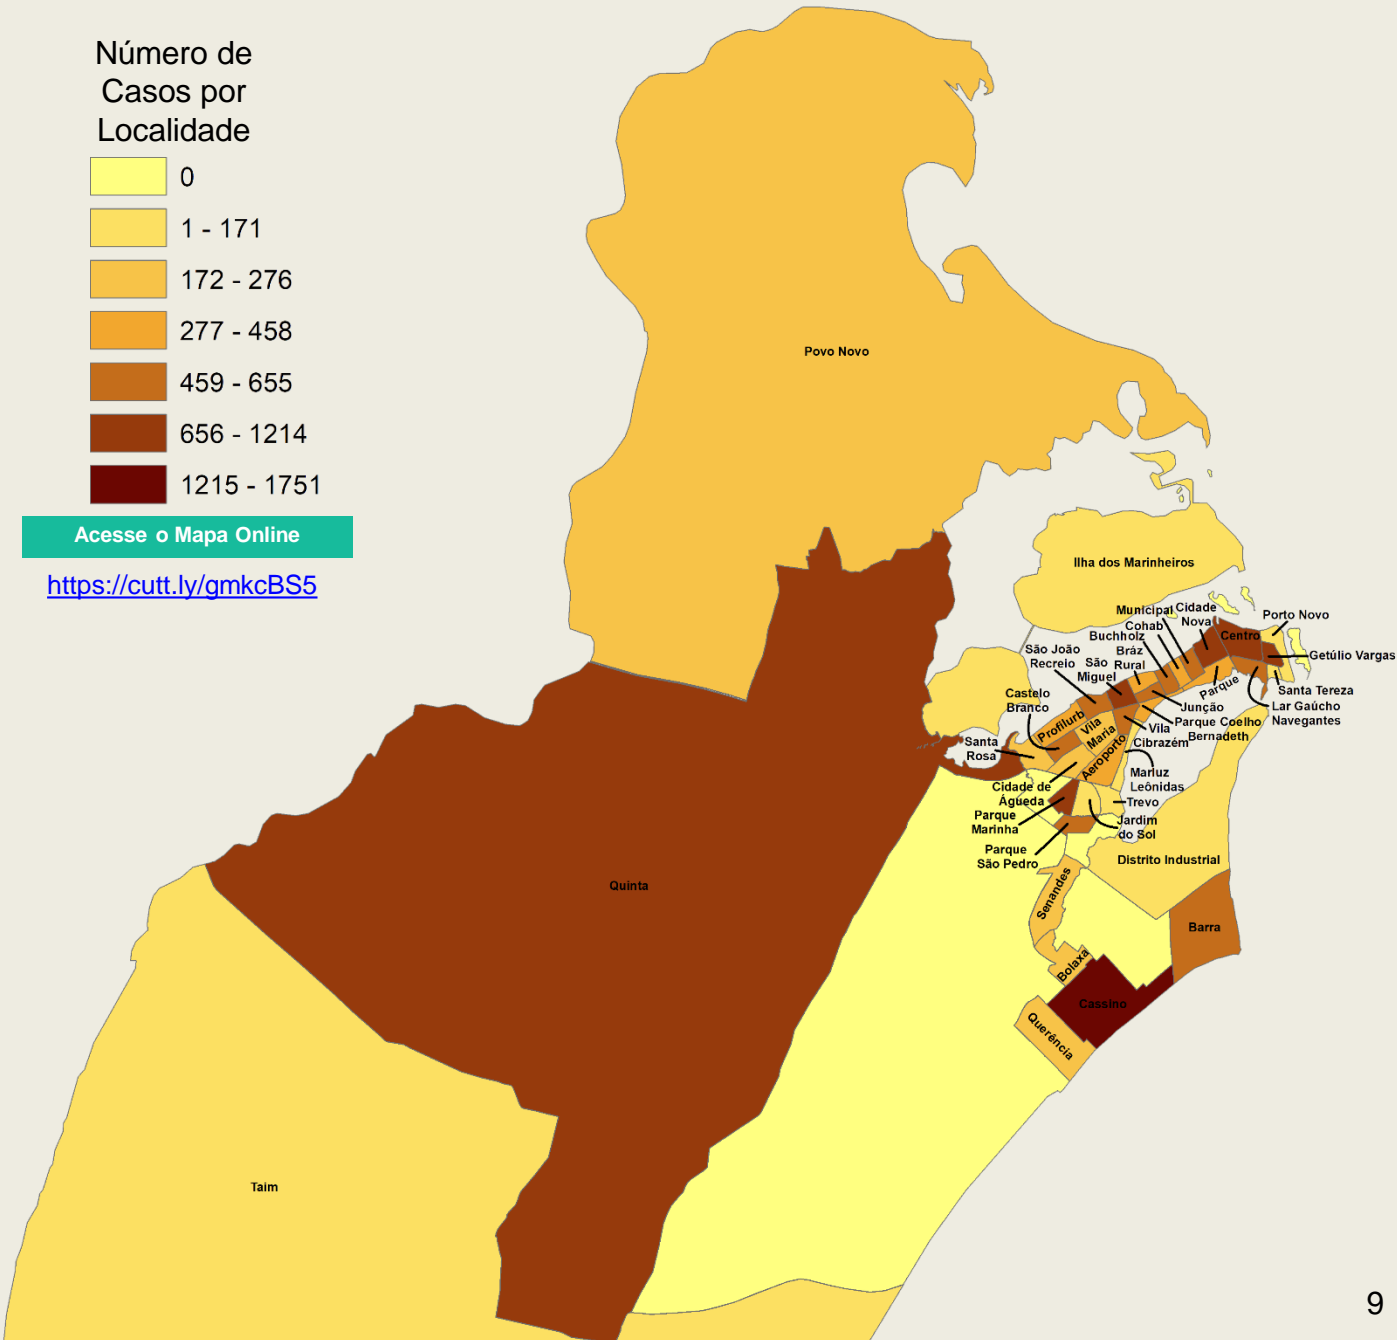 Número de
Casos por
Localidade
0
1 - 171
172 - 276
277 - 458
459 - 655
656 - 1214
1215 - 1751
Acesse o Mapa Online
https://cutt.ly/gmkcBS5
Povo Novo
Ilha dos Marinheiros
Municipal
Cidade
Nova
Cohab
Buchholz
Bráz
Rural
São João
Recreio
São
Miguel
Castelo
Branco
Centro
Porto Novo
Getúlio Vargas
Santa Tereza
Lar Gaúcho
Navegantes
Parque
Junção
Parque Coelho
Bernadeth
Vila
Cibrazém
Profilurb
Vila
Maria
Aeroporto
Santa
Rosa
Marluz
Leônidas
Cidade de
Águeda
Trevo
Parque
Marinha
Jardim
do Sol
Parque
São Pedro
Distrito Industrial
Quinta
Senandes
Barra
Bolaxa
Cassino
Querência
Taim
9